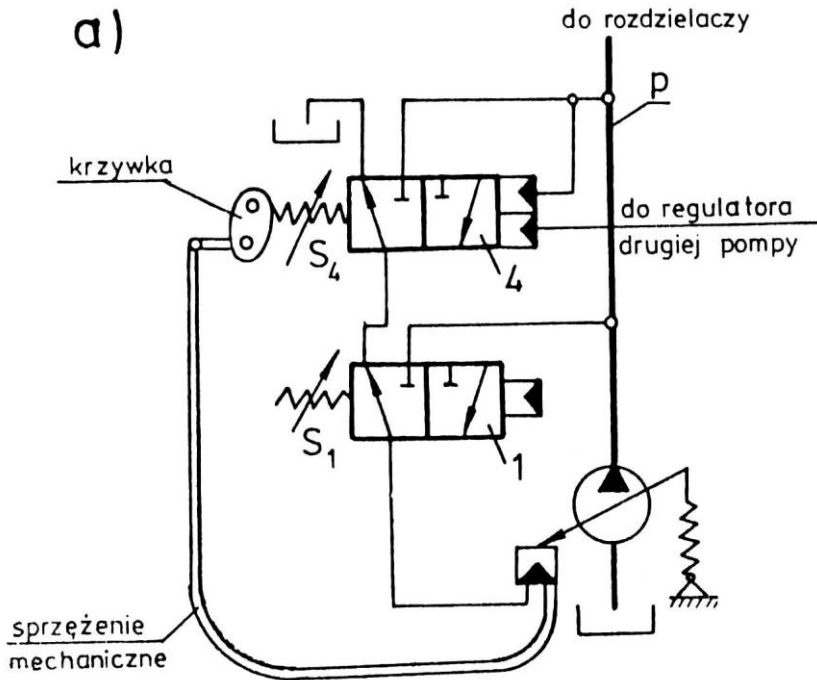 a)
do rozdzielaczy
p
krzywka
S₄
4
do regulatora
drugiej pompy
S₁
1
sprzężenie
mechaniczne